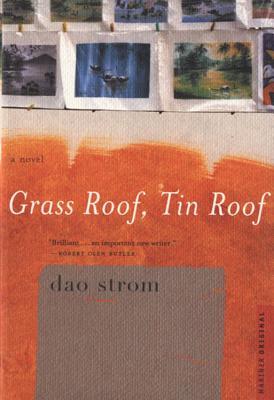 a novel
Grass Roof, Tin Roof
"Brilliant . . . an important new writer."
—ROBERT OLEN BUTLER
dao strom
MARINER ORIGINAL